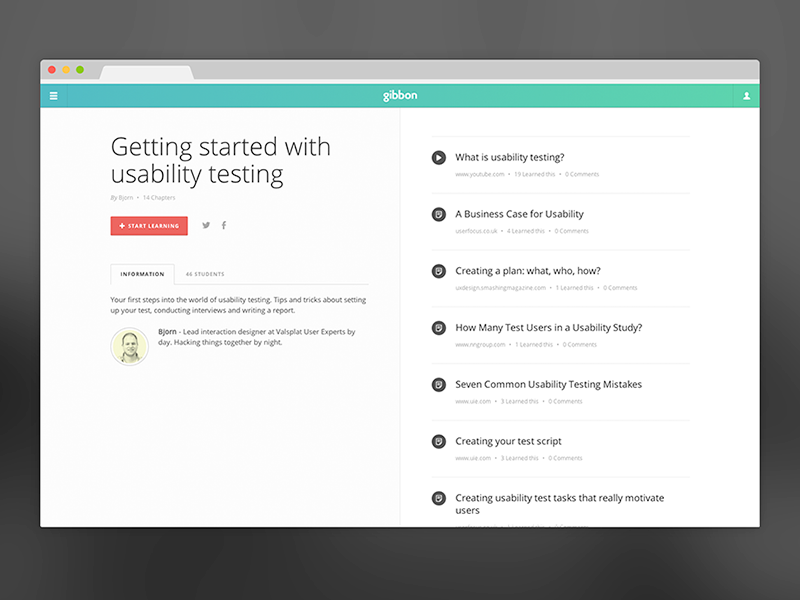 gibbon
Getting started with
usability testing
By Bjorn • 14 Chapters
+ START LEARNING
INFORMATION
46 STUDENTS
Your first steps into the world of usability testing. Tips and tricks about setting
up your test, conducting interviews and writing a report.
Bjorn - Lead interaction designer at Valsplat User Experts by
day. Hacking things together by night.
What is usability testing?
www.youtube.com • 19 Learned this • 0 Comments
A Business Case for Usability
userfocus.co.uk • 4 Learned this • 0 Comments
Creating a plan: what, who, how?
uxdesign.smashingmagazine.com • 1 Learned this • 0 Comments
How Many Test Users in a Usability Study?
www.nngroup.com • 1 Learned this • 0 Comments
Seven Common Usability Testing Mistakes
www.uie.com • 3 Learned this • 0 Comments
Creating your test script
www.uie.com • 3 Learned this • 0 Comments
Creating usability test tasks that really motivate
users